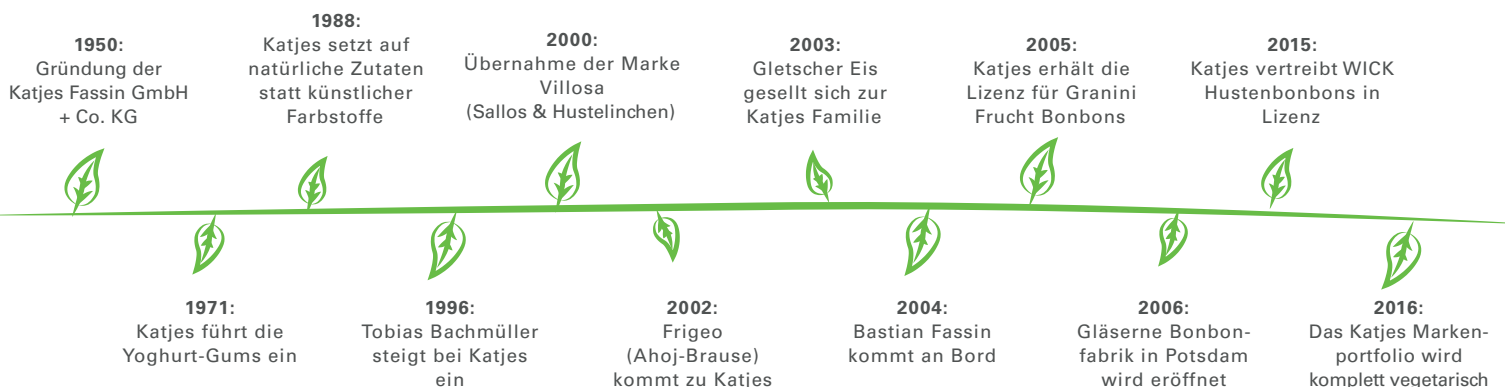 1950:
Gründung der
Katjes Fassin GmbH
+ Co. KG
1971:
Katjes führt die
Yoghurt-Gums ein
1988:
Katjes setzt auf
natürliche Zutaten
statt künstlicher
Farbstoffe
1996:
Tobias Bachmüller
steigt bei Katjes
ein
2000:
Übernahme der Marke
Villosa
(Sallos & Hustelinchen)
2002:
Frigeo
(Ahoj-Brause)
kommt zu Katjes
2003:
Gletscher Eis
gesellt sich zur
Katjes Familie
2004:
Bastian Fassin
kommt an Bord
2005:
Katjes erhält die
Lizenz für Granini
Frucht Bonbons
2006:
Gläserne Bonbon-
fabrik in Potsdam
wird eröffnet
2015:
Katjes vertreibt WICK
Hustenbonbons in
Lizenz
2016:
Das Katjes Marken-
portfolio wird
komplett vegetarisch